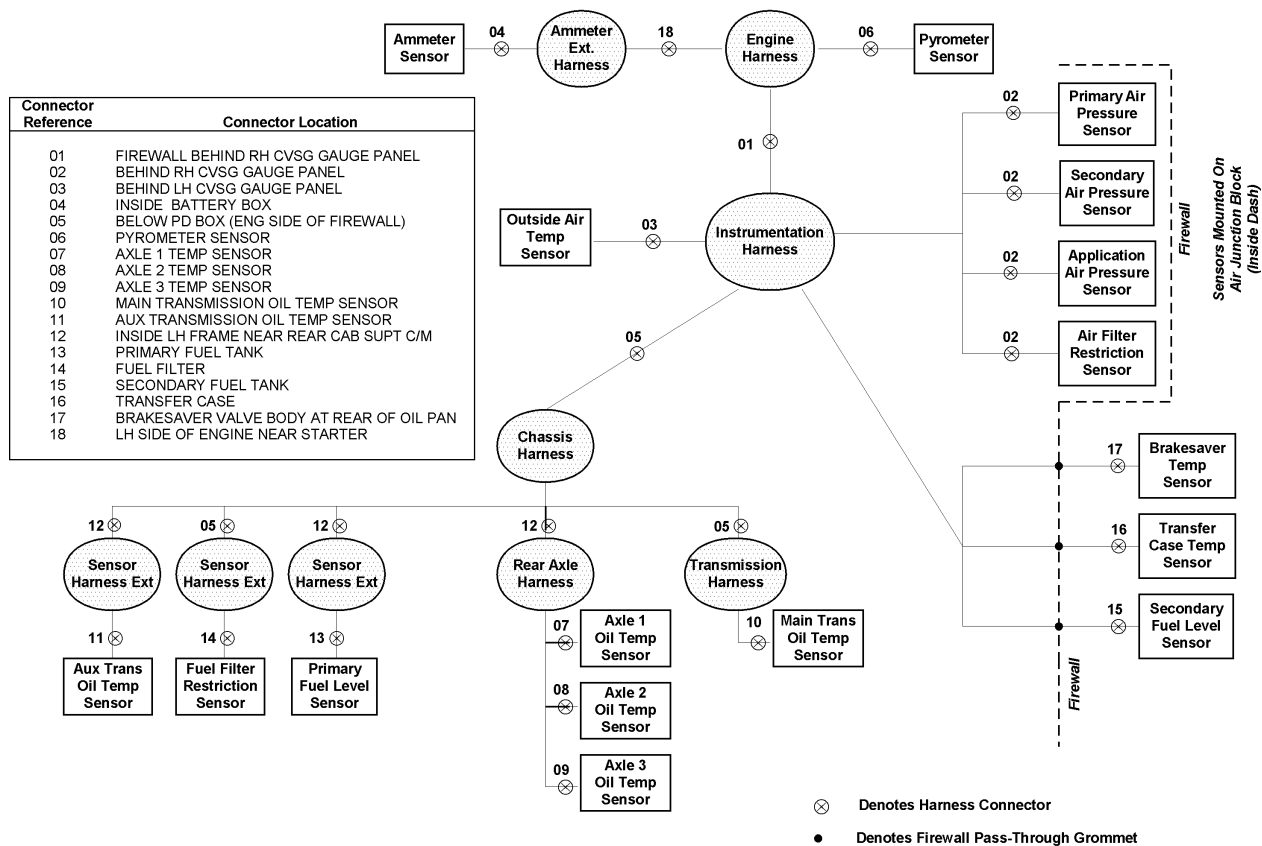 Ammeter
Sensor
04
Ammeter
Ext.
Harness
18
Engine
Harness
06
Pyrometer
Sensor
Connector
Reference
Connector Location
01 FIREWALL BEHIND RH CVSG GAUGE PANEL
02 BEHIND RH CVSG GAUGE PANEL
03 BEHIND LH CVSG GAUGE PANEL
04 INSIDE BATTERY BOX
05 BELOW PD BOX (ENG SIDE OF FIREWALL)
06 PYROMETER SENSOR
07 AXLE 1 TEMP SENSOR
08 AXLE 2 TEMP SENSOR
09 AXLE 3 TEMP SENSOR
10 MAIN TRANSMISSION OIL TEMP SENSOR
11 AUX TRANSMISSION OIL TEMP SENSOR
12 INSIDE LH FRAME NEAR REAR CAB SUPT C/M
13 PRIMARY FUEL TANK
14 FUEL FILTER
15 SECONDARY FUEL TANK
16 TRANSFER CASE
17 BRAKESAVER VALVE BODY AT REAR OF OIL PAN
18 LH SIDE OF ENGINE NEAR STARTER
01
Outside Air
Temp
Sensor
03
Instrumentation
Harness
02
Primary Air
Pressure
Sensor
02
Secondary
Air Pressure
Sensor
02
Application
Air Pressure
Sensor
02
Air Filter
Restriction
Sensor
Firewall
Sensors Mounted On
Air Junction Block
(Inside Dash)
05
Chassis
Harness
17
Brakesaver
Temp
Sensor
16
Transfer
Case Temp
Sensor
15
Secondary
Fuel Level
Sensor
Firewall
12
Sensor
Harness Ext
05
Sensor
Harness Ext
12
Sensor
Harness Ext
12
Rear Axle
Harness
05
Transmission
Harness
11
Aux Trans
Oil Temp
Sensor
14
Fuel Filter
Restriction
Sensor
13
Primary
Fuel Level
Sensor
07
Axle 1
Oil Temp
Sensor
08
Axle 2
Oil Temp
Sensor
09
Axle 3
Oil Temp
Sensor
10
Main Trans
Oil Temp
Sensor
Denotes Harness Connector
Denotes Firewall Pass-Through Grommet